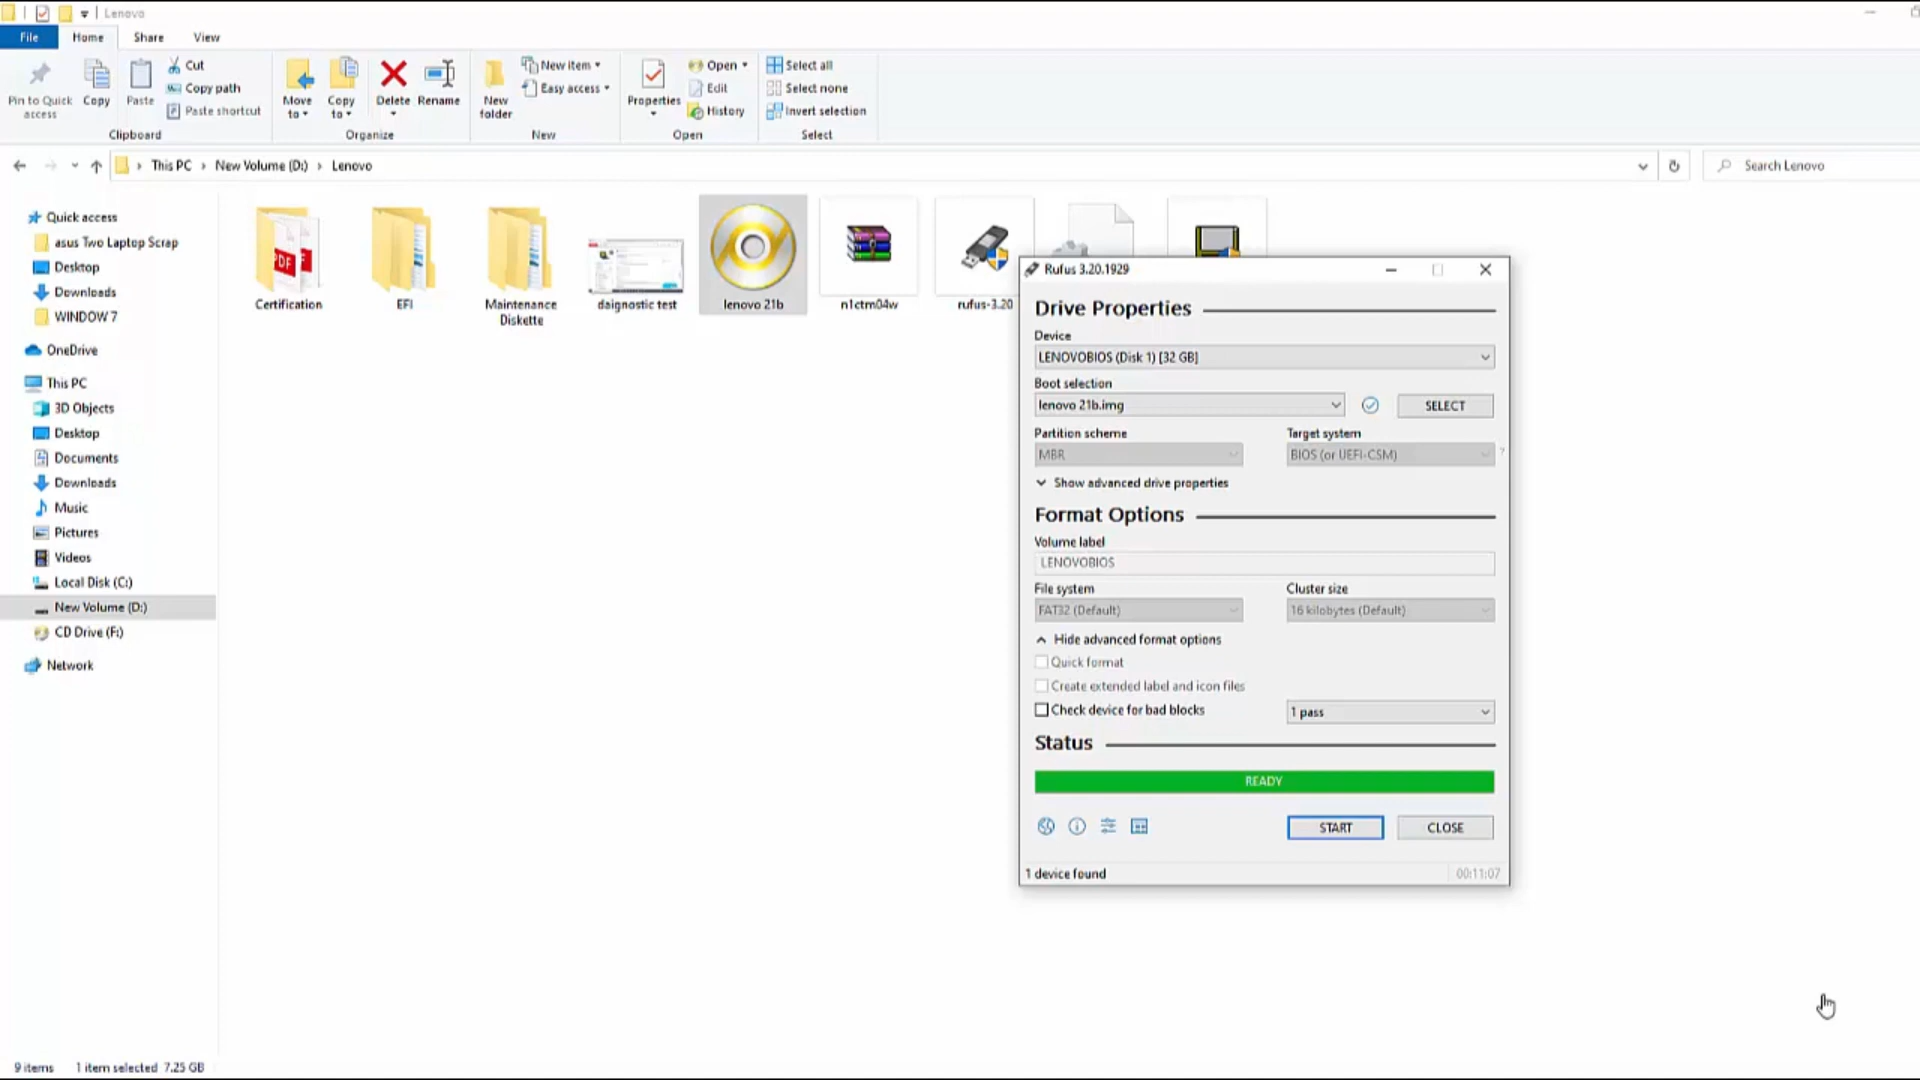 Lenovo
File Home Share View
Pin to Quick access
Copy
Paste
Cut
Copy path
Paste shortcut
Clipboard
Move to
Copy to
Delete
Rename
Organize
New folder
New item
Easy access
New
Properties
Open
Edit
History
Open
Select all
Select none
Invert selection
Select
This PC › New Volume (D:) › Lenovo
Search Lenovo
Quick access
asus Two Laptop Scrap
Desktop
Downloads
WINDOW 7
OneDrive
This PC
3D Objects
Desktop
Documents
Downloads
Music
Pictures
Videos
Local Disk (C:)
New Volume (D:)
CD Drive (F:)
Network
PDF
Certification
EFI
Maintenance
Diskette
daignostic test
lenovo 21b
n1ctm04w
rufus-3.20
Rufus 3.20.1929
Drive Properties
Device
LENOVOBIOS (Disk 1) [32 GB]
Boot selection
lenovo 21b.img
SELECT
Partition scheme Target system
MBR BIOS (or UEFI-CSM) ?
Show advanced drive properties
Format Options
Volume label
LENOVOBIOS
File system Cluster size
FAT32 (Default) 16 kilobytes (Default)
Hide advanced format options
Quick format
Create extended label and icon files
Check device for bad blocks 1 pass
Status
READY
START CLOSE
1 device found 00:11:07
9 items 1 item selected 7.25 GB